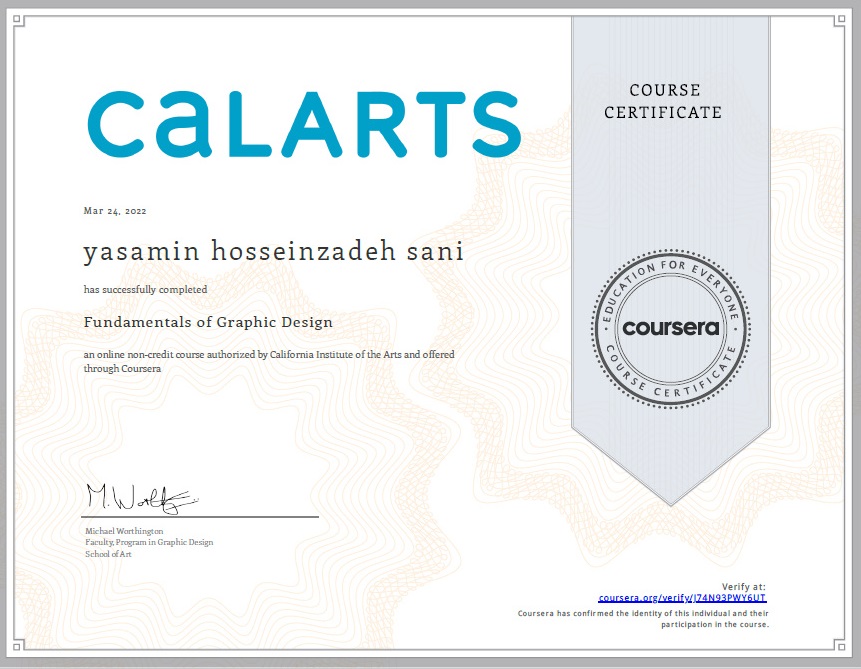 CalARTS
COURSE
CERTIFICATE
Mar 24, 2022
yasamin hosseinzadeh sani
has successfully completed
Fundamentals of Graphic Design
an online non-credit course authorized by California Institute of the Arts and offered
through Coursera
EDUCATION FOR EVERYONE
coursera
COURSE CERTIFICATE
M. Worth
Michael Worthington
Faculty, Program in Graphic Design
School of Art
Verify at:
coursera.org/verify/J74N93PWY6UT
Coursera has confirmed the identity of this individual and their
participation in the course.